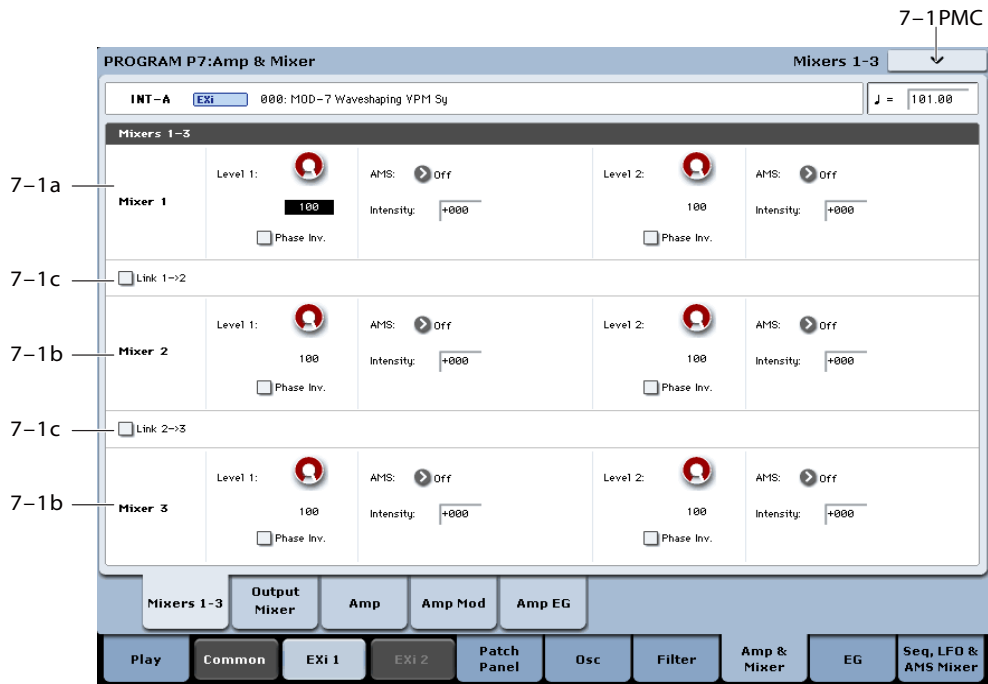 7–1PMC
PROGRAM P7:Amp & Mixer Mixers 1-3
INT-A EXi 000: MOD-7 Waveshaping VPM Sy ♩ = 101.00
Mixers 1-3
7–1a
Mixer 1
Level 1: 100 Phase Inv.
AMS: Off
Intensity: +000
Level 2: 100 Phase Inv.
AMS: Off
Intensity: +000
7–1c
Link 1->2
7–1b
Mixer 2
Level 1: 100 Phase Inv.
AMS: Off
Intensity: +000
Level 2: 100 Phase Inv.
AMS: Off
Intensity: +000
7–1c
Link 2->3
7–1b
Mixer 3
Level 1: 100 Phase Inv.
AMS: Off
Intensity: +000
Level 2: 100 Phase Inv.
AMS: Off
Intensity: +000
Mixers 1-3 Output Mixer Amp Amp Mod Amp EG
Play Common EXi 1 EXi 2 Patch Panel Osc Filter Amp & Mixer EG Seq, LFO & AMS Mixer